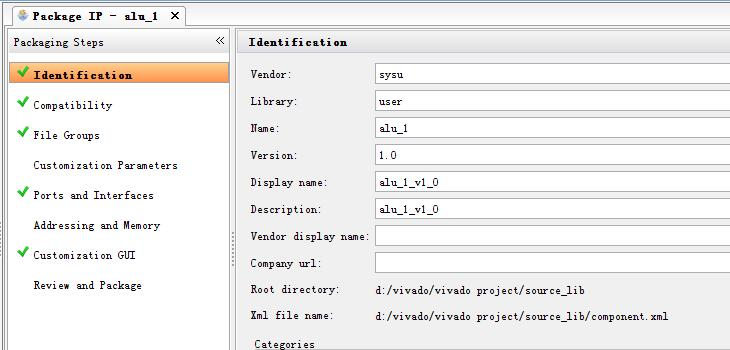 Package IP - alu_1
Packaging Steps
Identification
Compatibility
File Groups
Customization Parameters
Ports and Interfaces
Addressing and Memory
Customization GUI
Review and Package
Identification
Vendor: sysu
Library: user
Name: alu_1
Version: 1.0
Display name: alu_1_v1_0
Description: alu_1_v1_0
Vendor display name:
Company url:
Root directory: d:/vivado/vivado project/source_lib
Xml file name: d:/vivado/vivado project/source_lib/component.xml
Categories